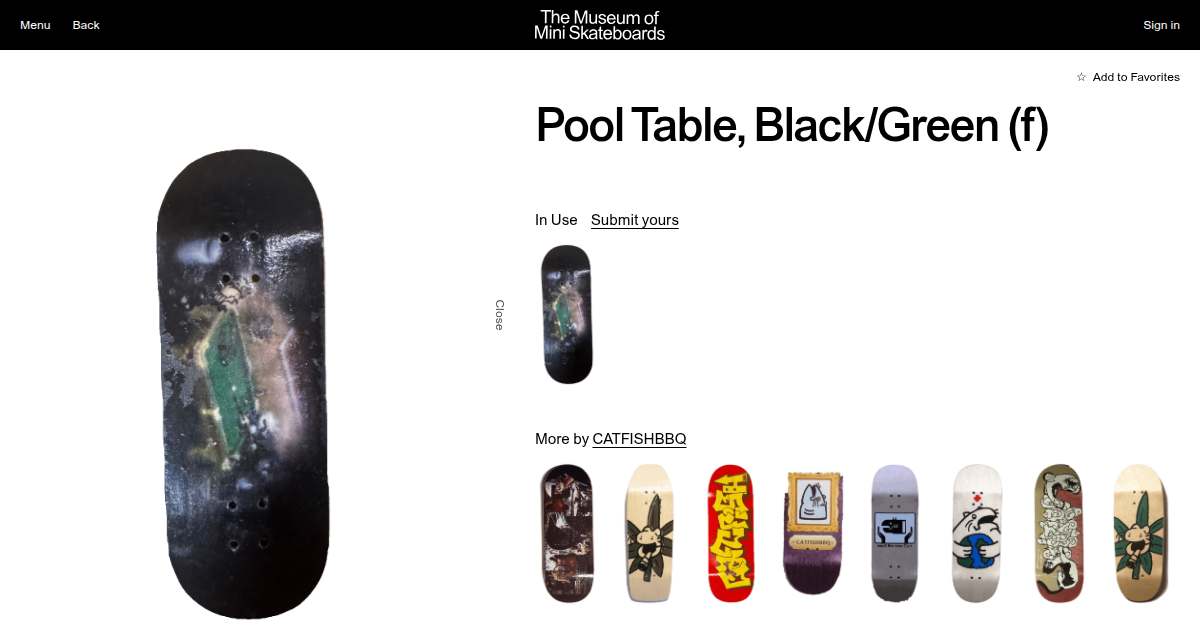 Menu Back
The Museum of
Mini Skateboards
Sign in
☆ Add to Favorites
Pool Table, Black/Green (f)
In Use Submit yours
Close
More by CATFISHBBQ
CATFISHBBQ